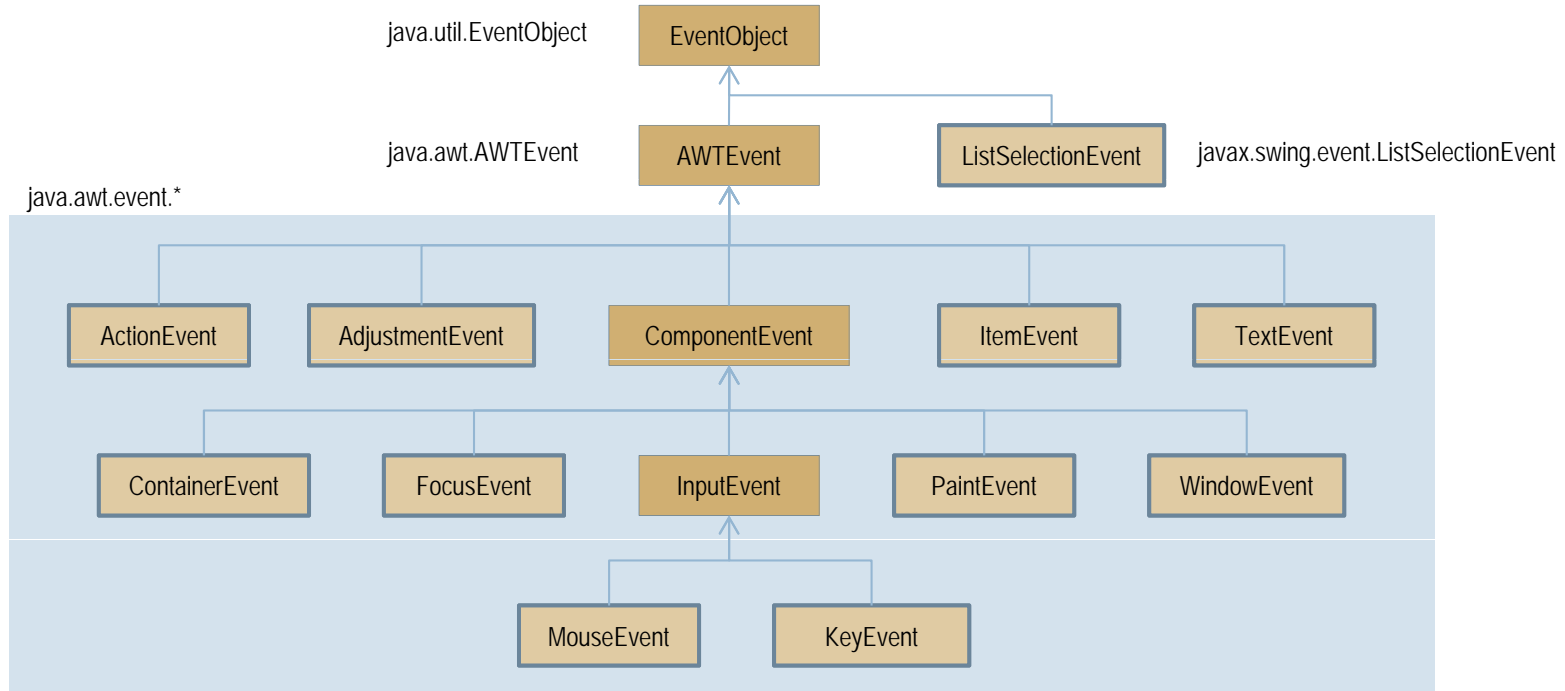 java.util.EventObject
EventObject
java.awt.AWTEvent
AWTEvent
ListSelectionEvent
javax.swing.event.ListSelectionEvent
java.awt.event.*
ActionEvent
AdjustmentEvent
ComponentEvent
ItemEvent
TextEvent
ContainerEvent
FocusEvent
InputEvent
PaintEvent
WindowEvent
MouseEvent
KeyEvent